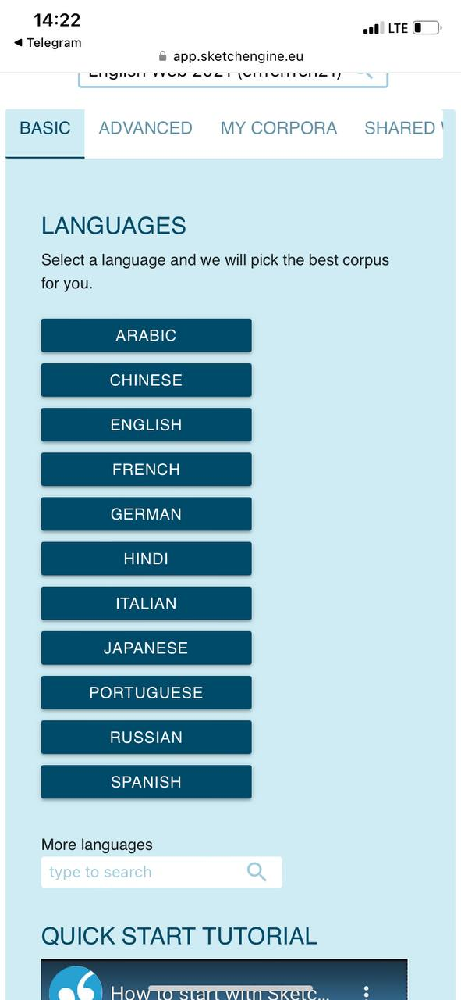 14:22
LTE
◀ Telegram
app.sketchengine.eu
English Web 2021 (enTenTen21)
BASIC ADVANCED MY CORPORA SHARED
LANGUAGES
Select a language and we will pick the best corpus
for you.
ARABIC
CHINESE
ENGLISH
FRENCH
GERMAN
HINDI
ITALIAN
JAPANESE
PORTUGUESE
RUSSIAN
SPANISH
More languages
type to search
QUICK START TUTORIAL
How to start with Sketc...